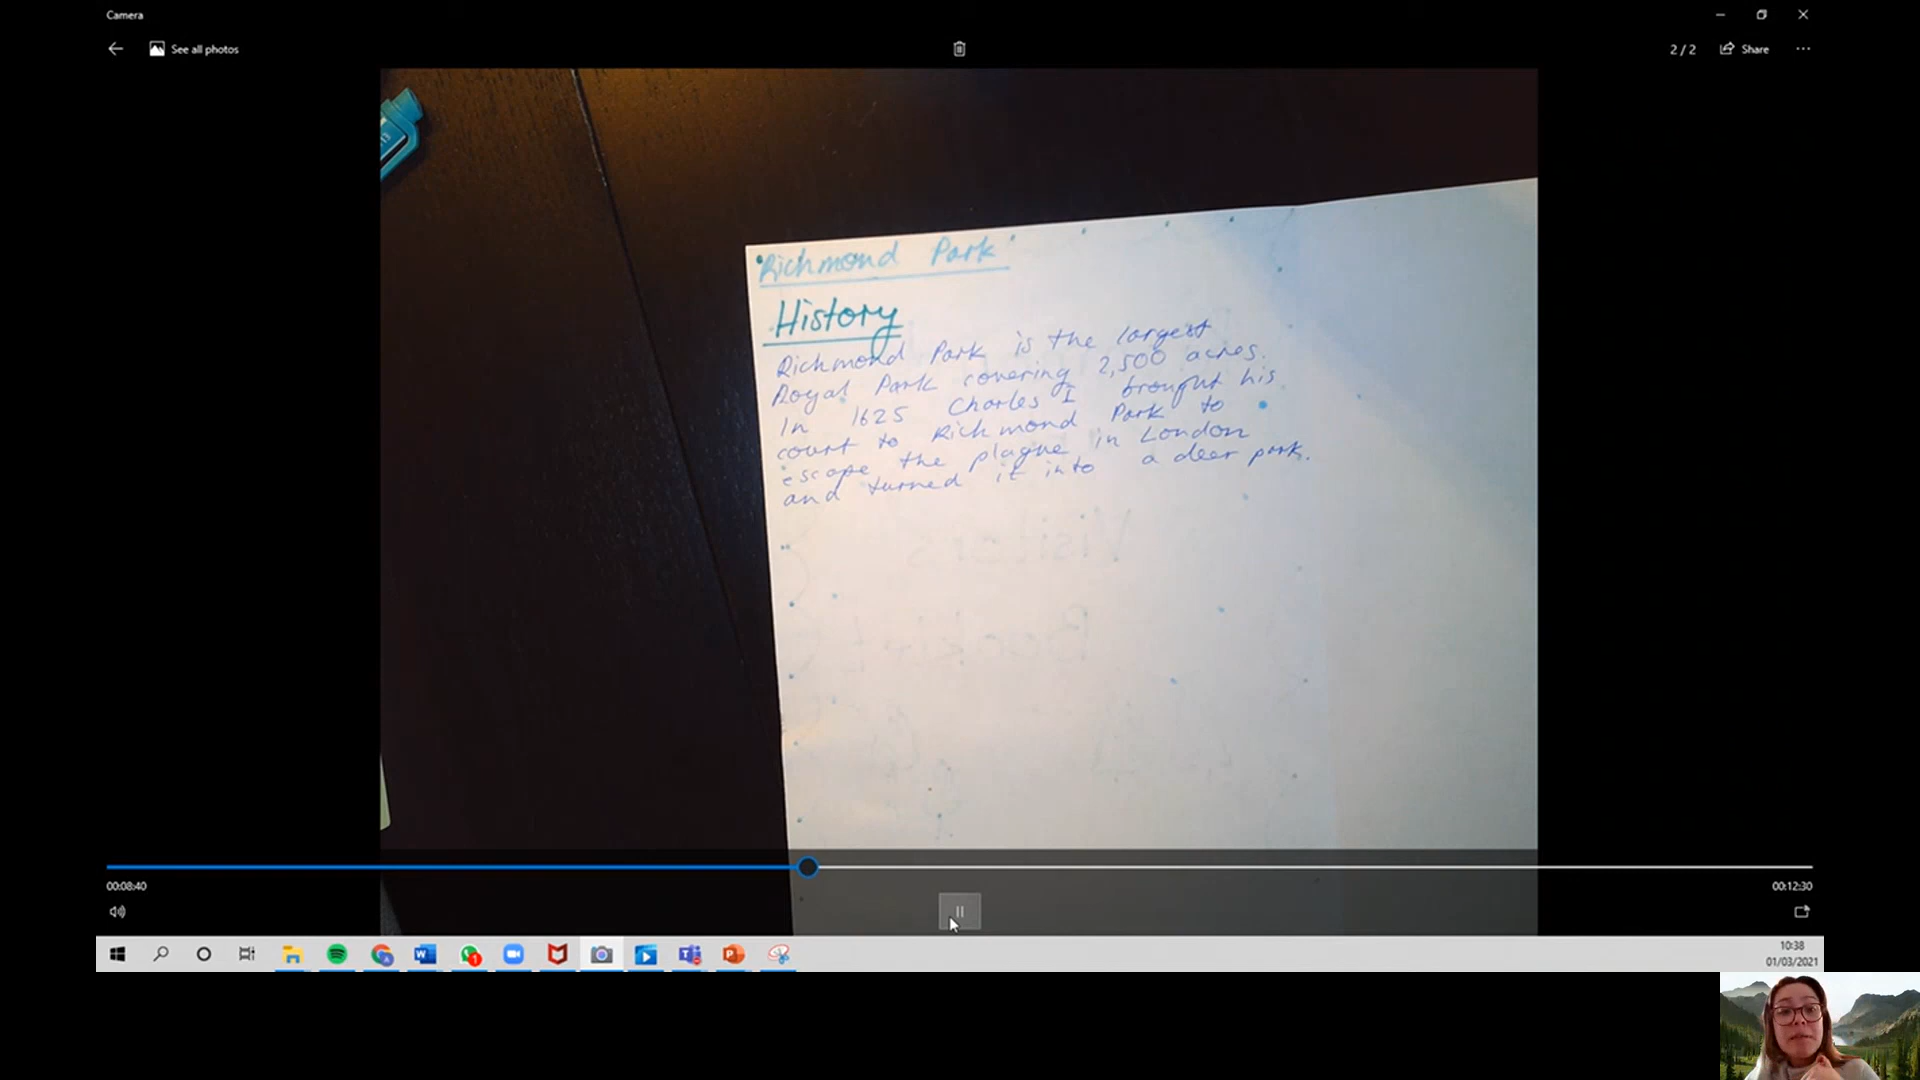 Camera
See all photos
2 / 2
Share
Richmond Park
History
Richmond Park is the largest
Royal Park covering 2,500 acres.
In 1625 Charles I brought his
court to Richmond Park to
escape the plague in London
and turned it into a deer park.
Visitors
Booklet
00:08:40
00:12:30
10:38
01/03/2021